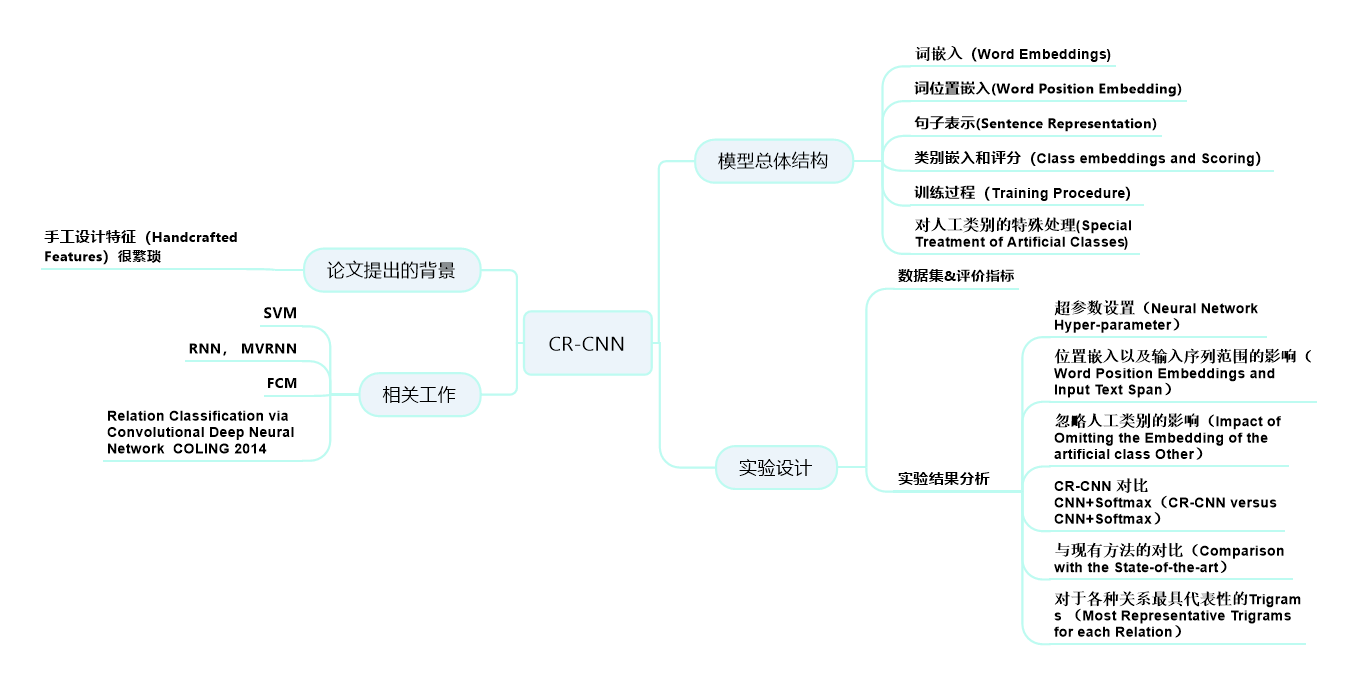 CR-CNN
论文提出的背景
手工设计特征（Handcrafted
Features）很繁琐
相关工作
SVM
RNN， MVRNN
FCM
Relation Classification via
Convolutional Deep Neural
Network  COLING 2014
模型总体结构
词嵌入（Word Embeddings)
词位置嵌入(Word Position Embedding)
句子表示(Sentence Representation)
类别嵌入和评分（Class embeddings and Scoring）
训练过程（Training Procedure）
对人工类别的特殊处理(Special
Treatment of Artificial Classes)
实验设计
数据集&评价指标
实验结果分析
超参数设置（Neural Network
Hyper-parameter）
位置嵌入以及输入序列范围的影响（
Word Position Embeddings and
Input Text Span）
忽略人工类别的影响（Impact of
Omitting the Embedding of the
artificial class Other）
CR-CNN 对比
CNN+Softmax（CR-CNN versus
CNN+Softmax）
与现有方法的对比（Comparison
with the State-of-the-art）
对于各种关系最具代表性的Trigram
s （Most Representative Trigrams
for each Relation）